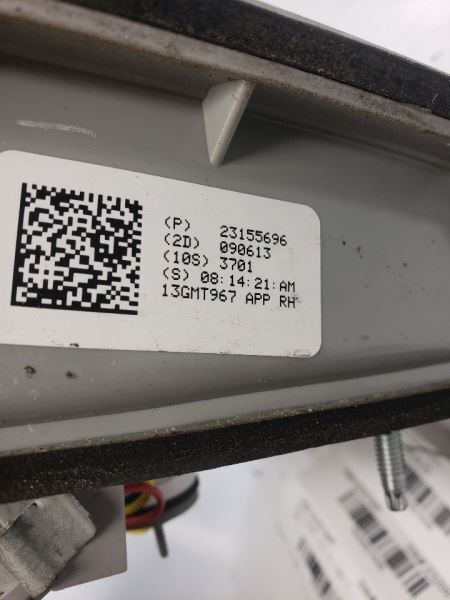 (P) 23155696
(2D) 090613
(10S) 3701
(S) 08:14:21:AM
13GMT967 APP RH